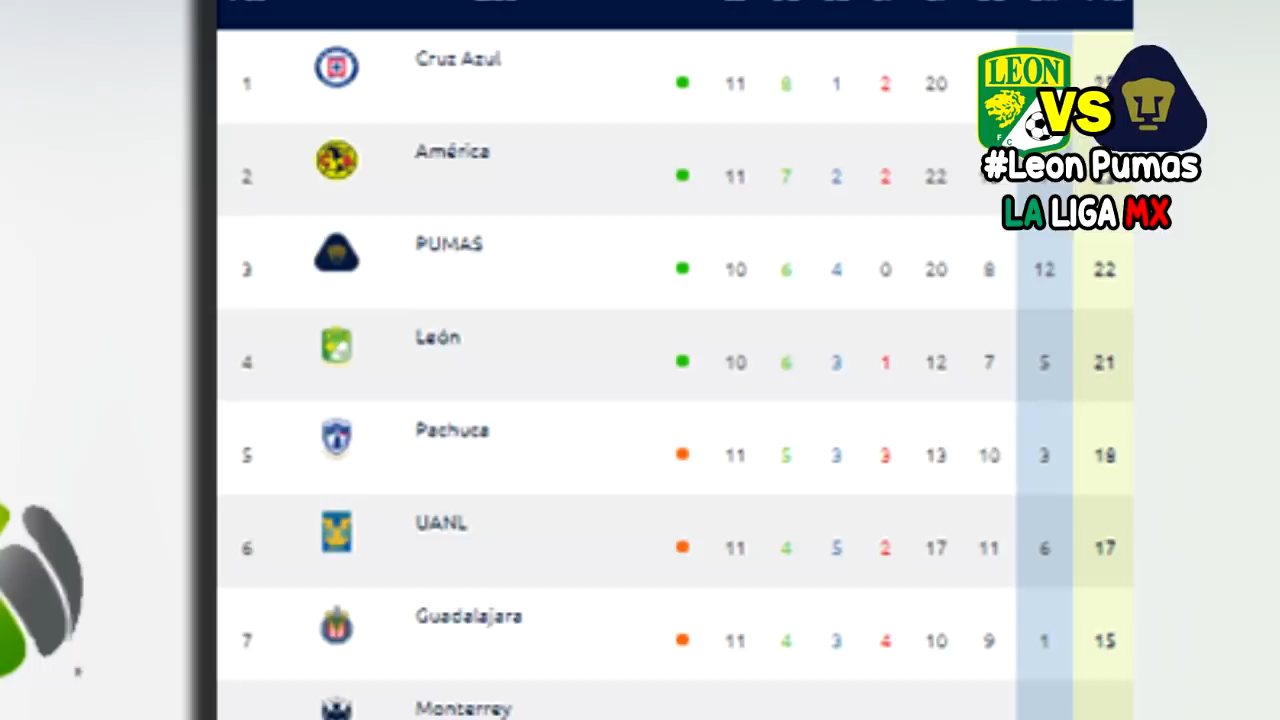 1 Cruz Azul 11 8 1 2 20
2 América 11 7 2 2 22
3 PUMAS 10 6 4 0 20 8 12 22
4 León 10 6 3 1 12 7 5 21
5 Pachuca 11 5 3 3 13 10 3 18
6 UANL 11 4 5 2 17 11 6 17
7 Guadalajara 11 4 3 4 10 9 1 15
Monterrey
LEON
VS
#Leon Pumas
LA LIGA MX